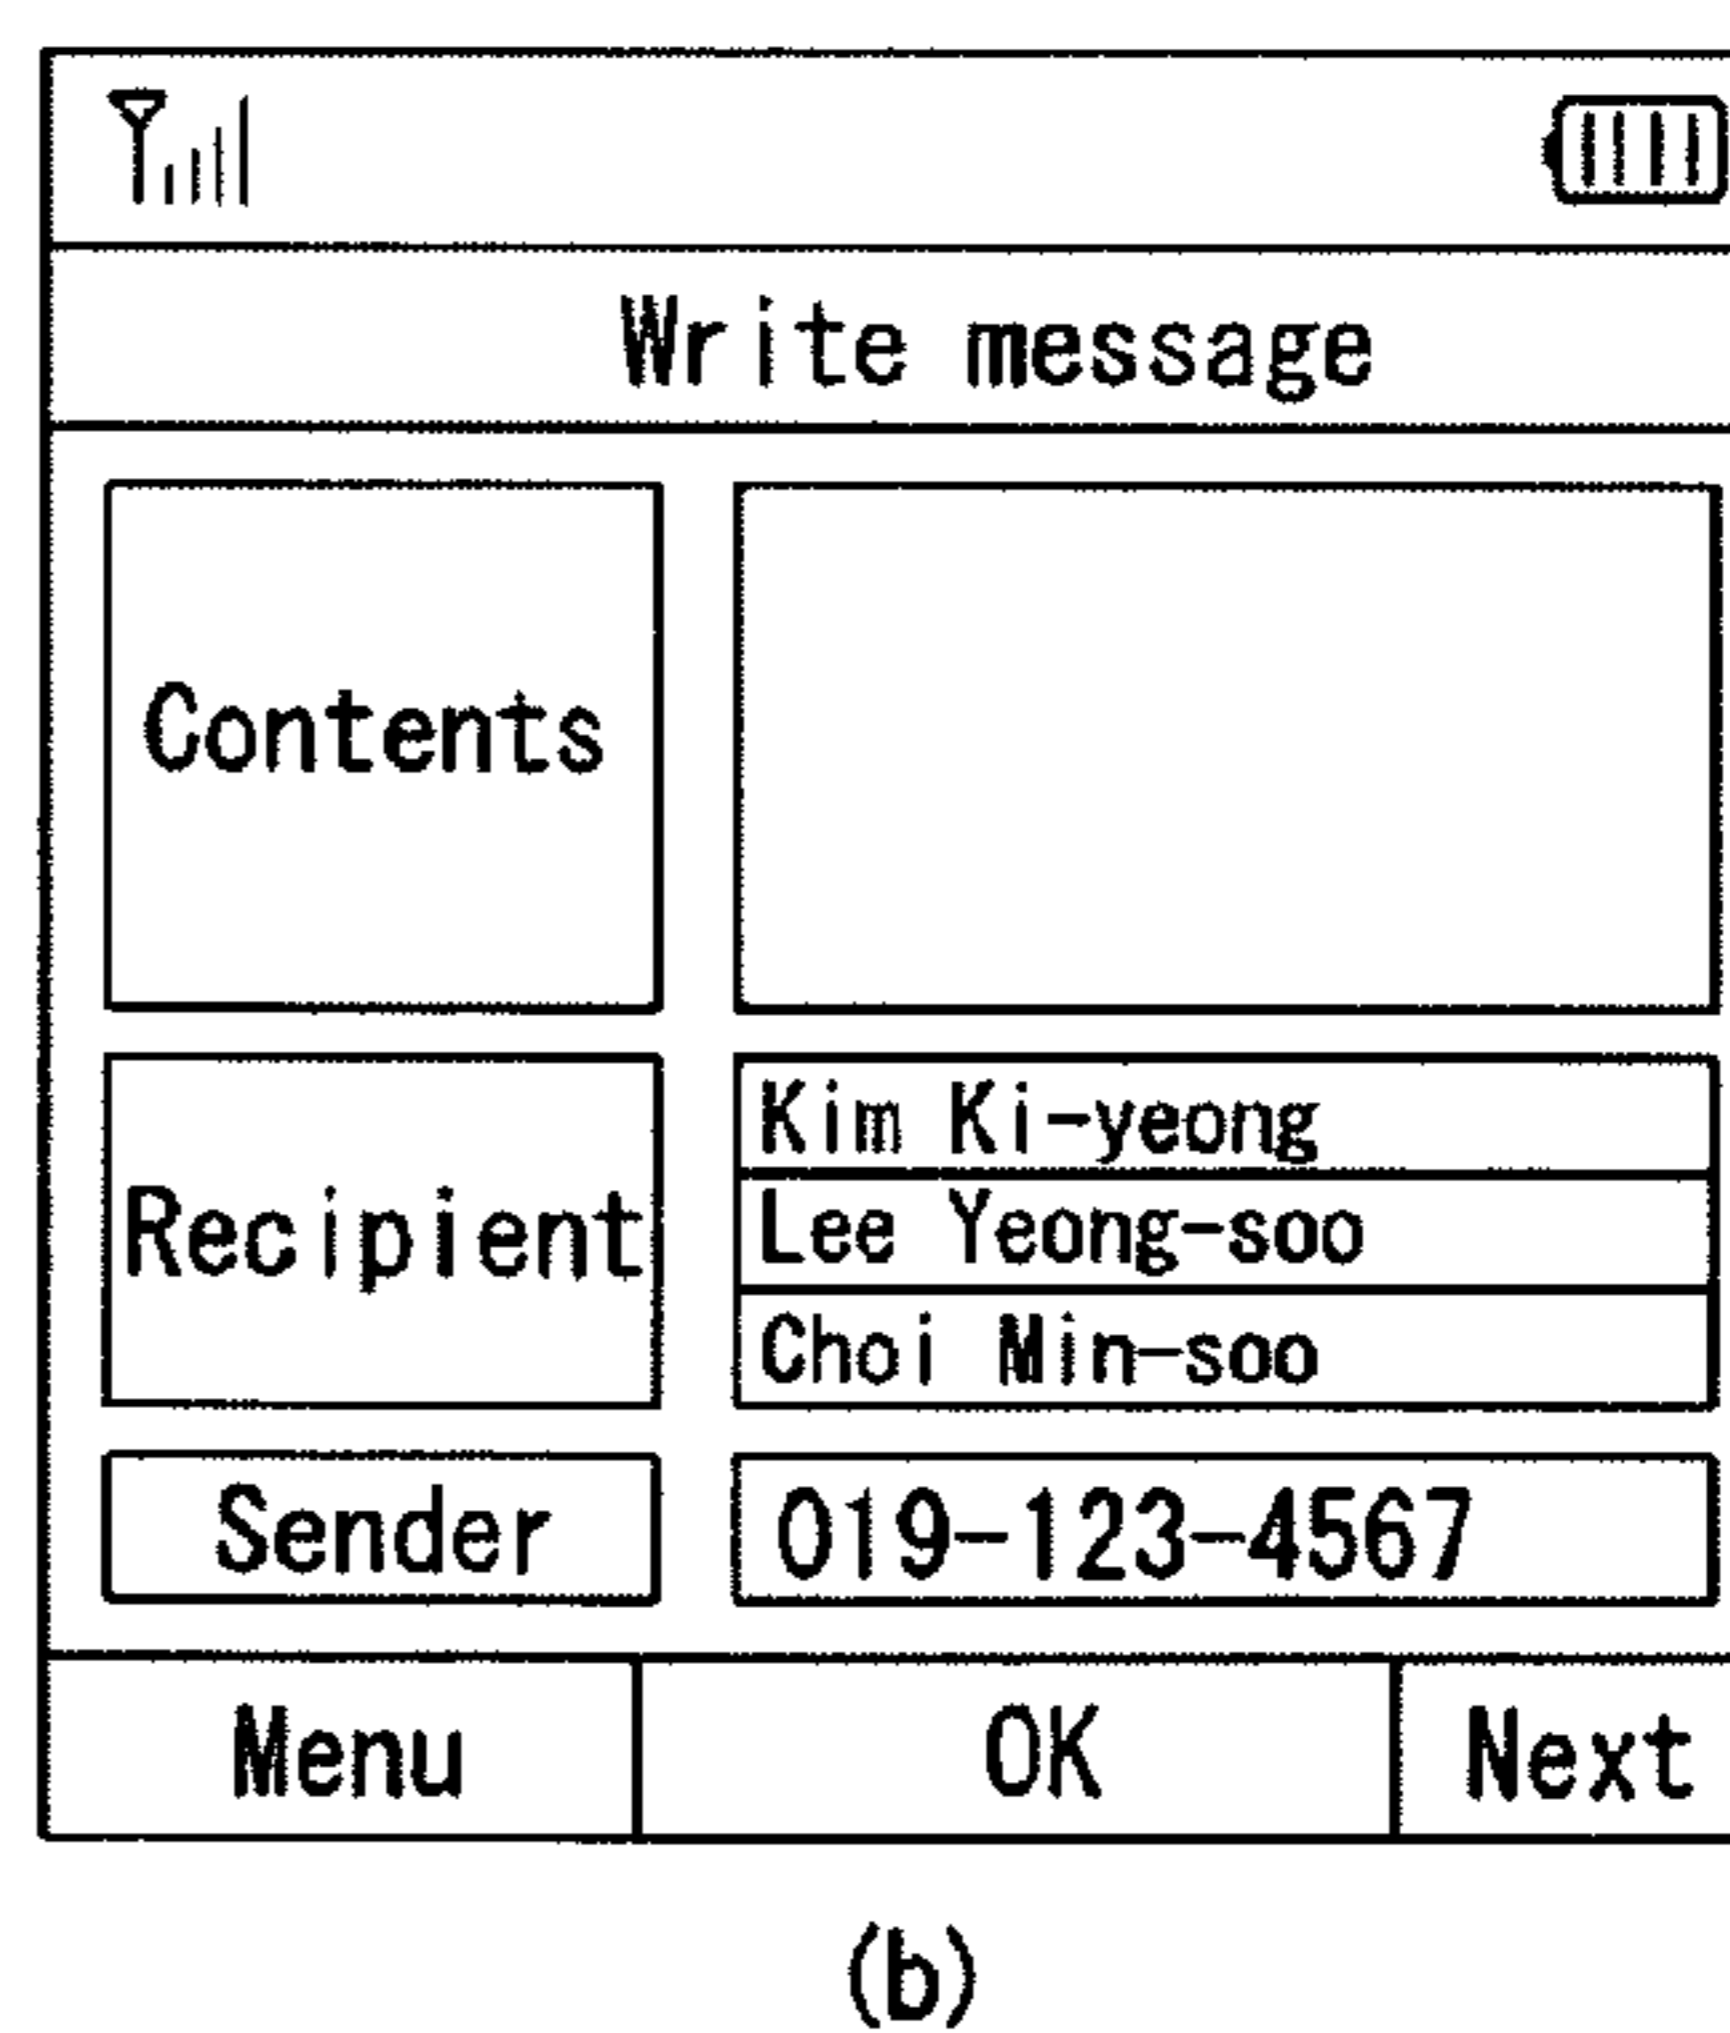 Write message
Contents
Recipient
Kim Ki-yeong
Lee Yeong-soo
Choi Min-soo
Sender
019-123-4567
Menu
OK
Next
(b)